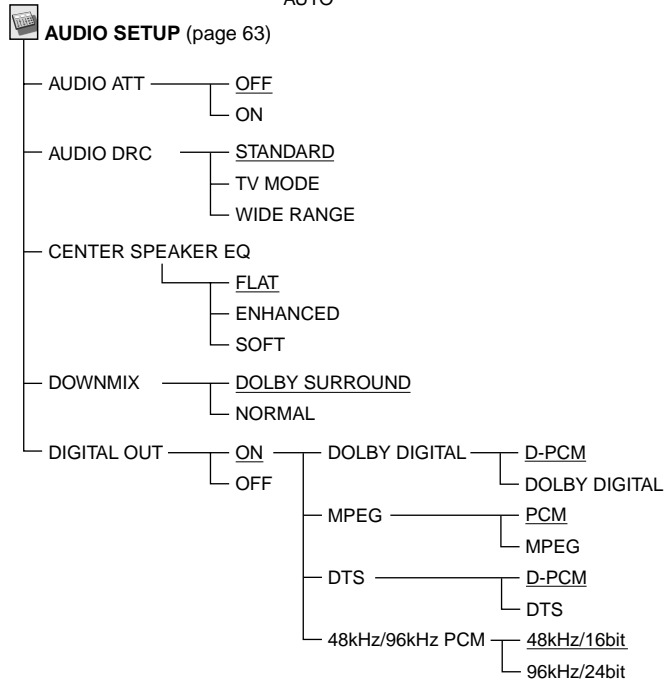 AUTO
AUDIO SETUP (page 63)
AUDIO ATT OFF
ON
AUDIO DRC STANDARD
TV MODE
WIDE RANGE
CENTER SPEAKER EQ
FLAT
ENHANCED
SOFT
DOWNMIX DOLBY SURROUND
NORMAL
DIGITAL OUT ON DOLBY DIGITAL D-PCM
OFF DOLBY DIGITAL
MPEG PCM
MPEG
DTS D-PCM
DTS
48kHz/96kHz PCM 48kHz/16bit
96kHz/24bit